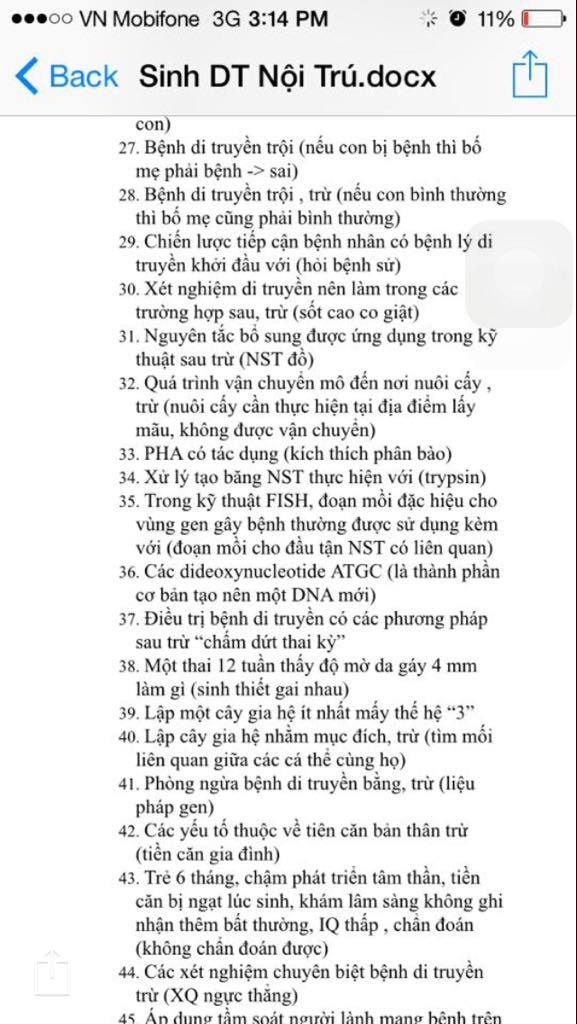 VN Mobifone 3G 3:14 PM 11%
Back Sinh DT Nội Trú.docx
con)
27. Bệnh di truyền trội (nếu con bị bệnh thì bố
mẹ phải bệnh -> sai)
28. Bệnh di truyền trội , trừ (nếu con bình thường
thì bố mẹ cũng phải bình thường)
29. Chiến lược tiếp cận bệnh nhân có bệnh lý di
truyền khởi đầu với (hỏi bệnh sử)
30. Xét nghiệm di truyền nên làm trong các
trường hợp sau, trừ (sốt cao co giật)
31. Nguyên tắc bổ sung được ứng dụng trong kỹ
thuật sau trừ (NST đồ)
32. Quá trình vận chuyển mô đến nơi nuôi cấy ,
trừ (nuôi cấy cần thực hiện tại địa điểm lấy
mẫu, không được vận chuyển)
33. PHA có tác dụng (kích thích phân bào)
34. Xử lý tạo băng NST thực hiện với (trypsin)
35. Trong kỹ thuật FISH, đoạn mồi đặc hiệu cho
vùng gen gây bệnh thường được sử dụng kèm
với (đoạn mồi cho đầu tận NST có liên quan)
36. Các dideoxynucleotide ATGC (là thành phần
cơ bản tạo nên một DNA mới)
37. Điều trị bệnh di truyền có các phương pháp
sau trừ “chấm dứt thai kỳ”
38. Một thai 12 tuần thấy độ mờ da gáy 4 mm
làm gì (sinh thiết gai nhau)
39. Lập một cây gia hệ ít nhất mấy thế hệ “3”
40. Lập cây gia hệ nhằm mục đích, trừ (tìm mối
liên quan giữa các cá thể cùng họ)
41. Phòng ngừa bệnh di truyền bằng, trừ (liệu
pháp gen)
42. Các yếu tố thuộc về tiên căn bản thân trừ
(tiền căn gia đình)
43. Trẻ 6 tháng, chậm phát triển tâm thần, tiền
căn bị ngạt lúc sinh, khám lâm sàng không ghi
nhận thêm bất thường, IQ thấp , chẩn đoán
(không chẩn đoán được)
44. Các xét nghiệm chuyên biệt bệnh di truyền
trừ (XQ ngực thẳng)
45. Áp dụng tầm soát người lành mang bệnh trên